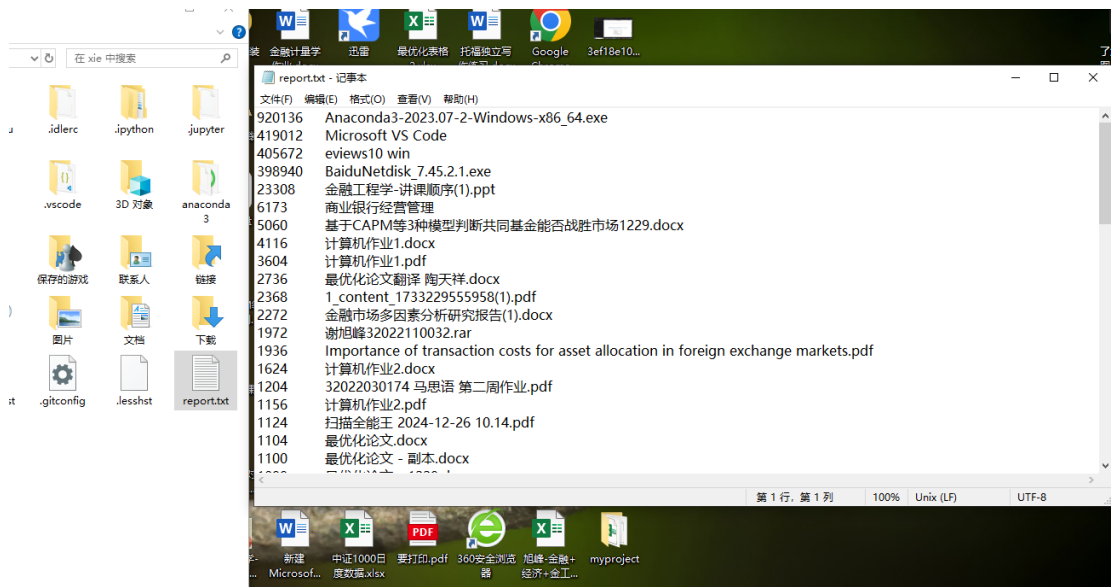 在 xie 中搜索
.idlerc
.ipython
.jupyter
.vscode
3D 对象
anaconda
3
保存的游戏
联系人
链接
图片
文档
下载
.gitconfig
.lesshst
report.txt
金融计量学
迅雷
最优化表格
托福独立写
Google
3ef18e10...
report.txt - 记事本
文件(F) 编辑(E) 格式(O) 查看(V) 帮助(H)
920136 Anaconda3-2023.07-2-Windows-x86_64.exe
419012 Microsoft VS Code
405672 eviews10 win
398940 BaiduNetdisk_7.45.2.1.exe
23308 金融工程学-讲课顺序(1).ppt
6173 商业银行经营管理
5060 基于CAPM等3种模型判断共同基金能否战胜市场1229.docx
4116 计算机作业1.docx
3604 计算机作业1.pdf
2736 最优化论文翻译 陶天祥.docx
2368 1_content_1733229555958(1).pdf
2272 金融市场多因素分析研究报告(1).docx
1972 谢旭峰32022110032.rar
1936 Importance of transaction costs for asset allocation in foreign exchange markets.pdf
1624 计算机作业2.docx
1204 32022030174 马思语 第二周作业.pdf
1156 计算机作业2.pdf
1124 扫描全能王 2024-12-26 10.14.pdf
1104 最优化论文.docx
1100 最优化论文 - 副本.docx
第 1 行，第 1 列 100% Unix (LF) UTF-8
新建
Microsof...
中证1000日
度数据.xlsx
PDF
要打印.pdf
360安全浏览
器
旭峰-金融+
经济+金工...
myproject